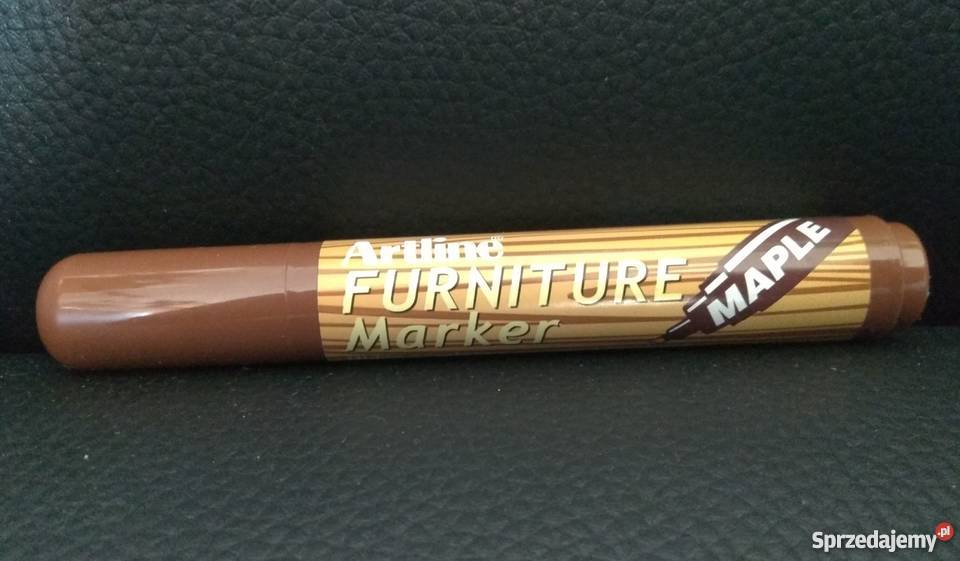 Artline
FURNITURE
Marker
MAPLE
Sprzedajemy.pl